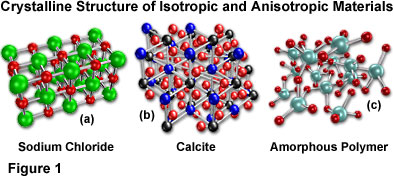 Crystalline Structure of Isotropic and Anisotropic Materials
(a)
(b)
(c)
Sodium Chloride
Calcite
Amorphous Polymer
Figure 1